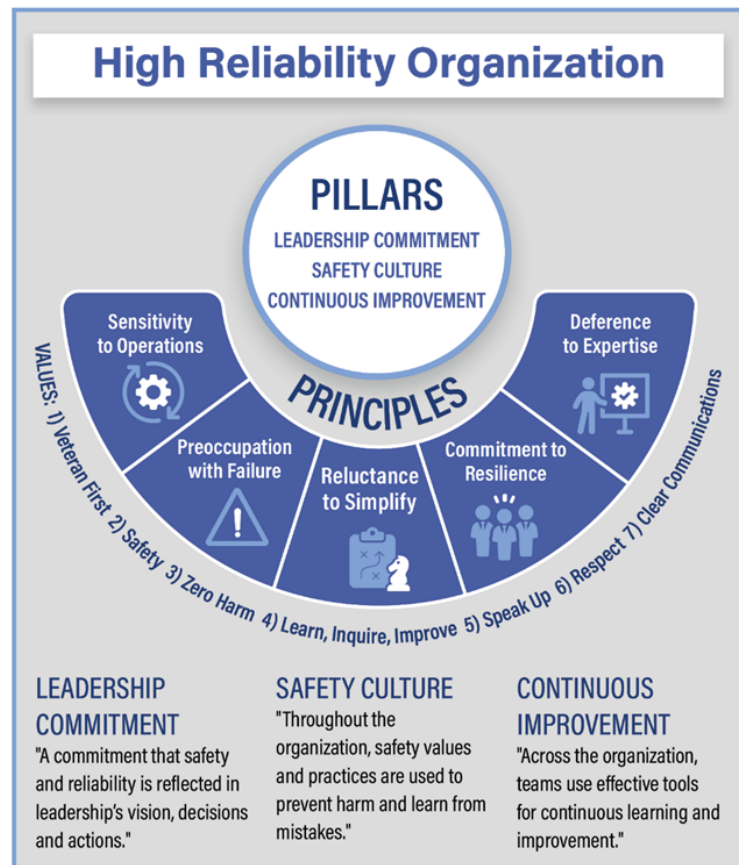 High Reliability Organization
PILLARS
LEADERSHIP COMMITMENT
SAFETY CULTURE
CONTINUOUS IMPROVEMENT
PRINCIPLES
Sensitivity
to Operations
Preoccupation
with Failure
Reluctance
to Simplify
Commitment to
Resilience
Deference
to Expertise
VALUES: 1) Veteran First 2) Safety 3) Zero Harm 4) Learn, Inquire, Improve 5) Speak Up 6) Respect 7) Clear Communications
LEADERSHIP
COMMITMENT
"A commitment that safety
and reliability is reflected in
leadership's vision, decisions
and actions."
SAFETY CULTURE
"Throughout the
organization, safety values
and practices are used to
prevent harm and learn from
mistakes."
CONTINUOUS
IMPROVEMENT
"Across the organization,
teams use effective tools
for continuous learning and
improvement."